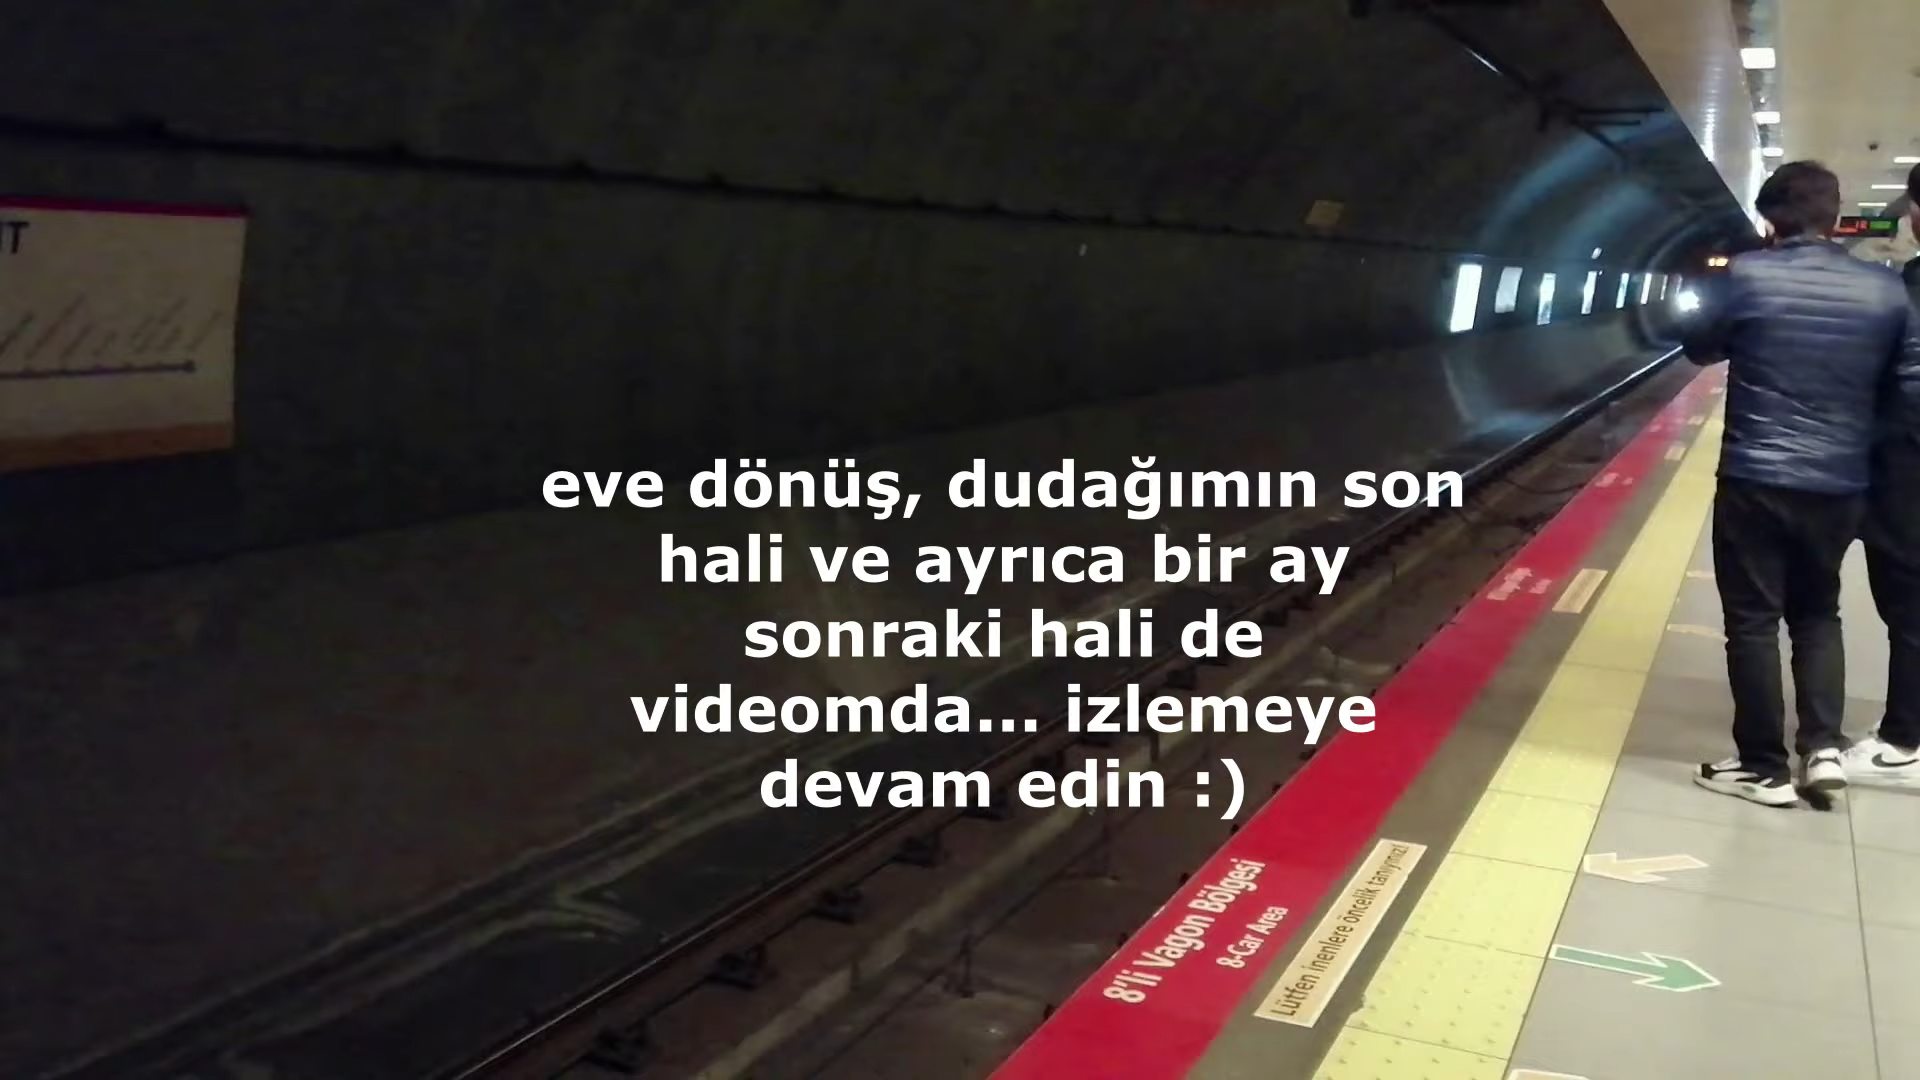 eve dönüş, dudağımın son
hali ve ayrıca bir ay
sonraki hali de
videomda... izlemeye
devam edin :)
8'li Vagon Bölgesi
8-Car Area
Lütfen inenlere öncelik tanıyınız!